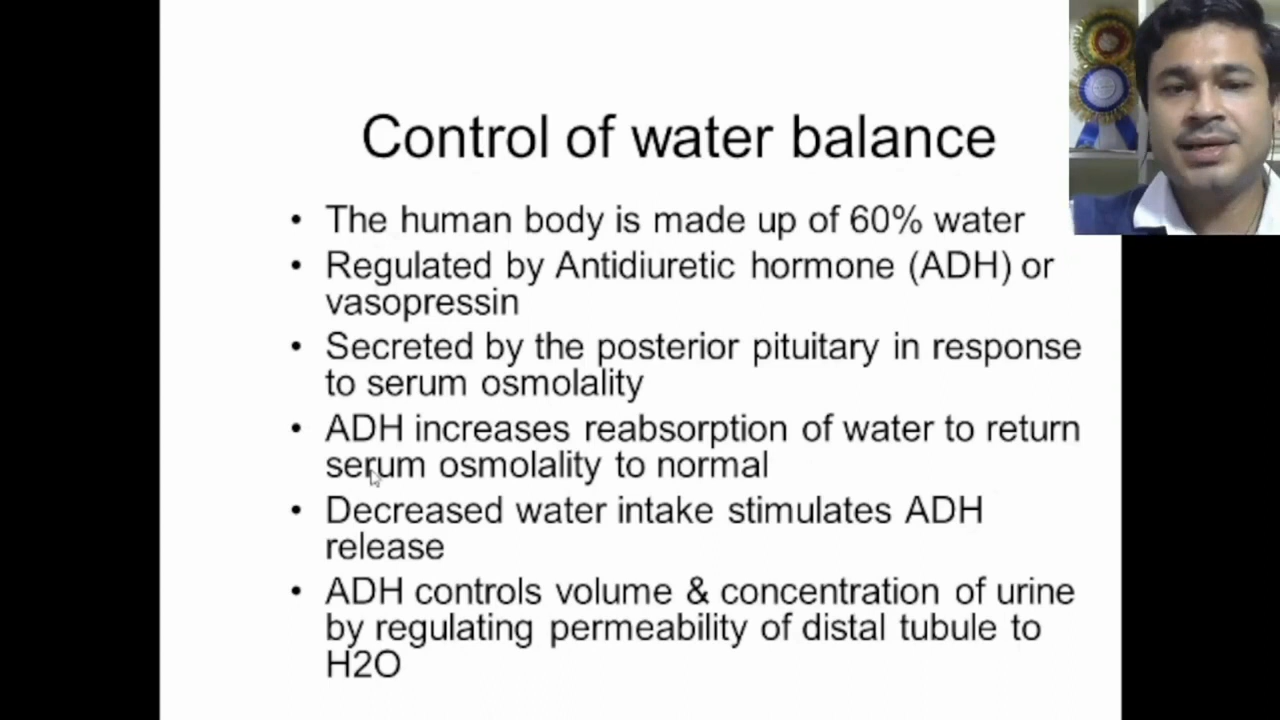 Control of water balance
• The human body is made up of 60% water
• Regulated by Antidiuretic hormone (ADH) or
vasopressin
• Secreted by the posterior pituitary in response
to serum osmolality
• ADH increases reabsorption of water to return
serum osmolality to normal
• Decreased water intake stimulates ADH
release
• ADH controls volume & concentration of urine
by regulating permeability of distal tubule to
H2O